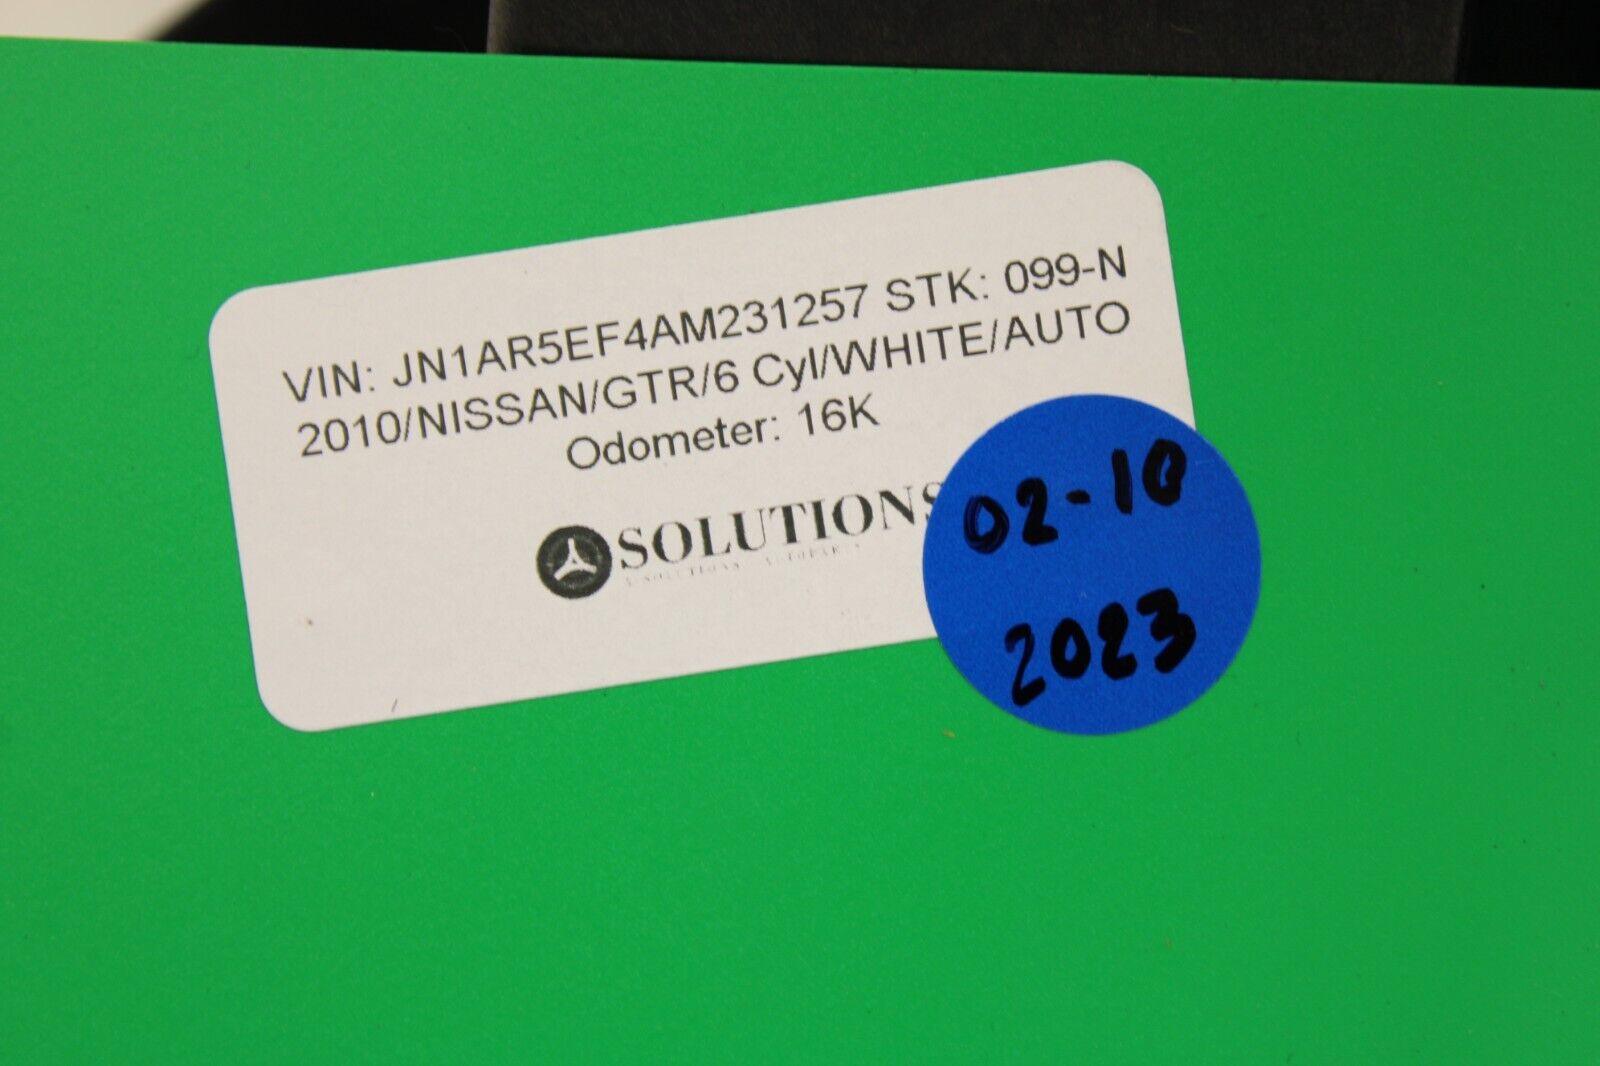 VIN: JN1AR5EF4AM231257 STK: 099-N
2010/NISSAN/GTR/6 Cyl/WHITE/AUTO
Odometer: 16K
SOLUTIONS
02-10
2023